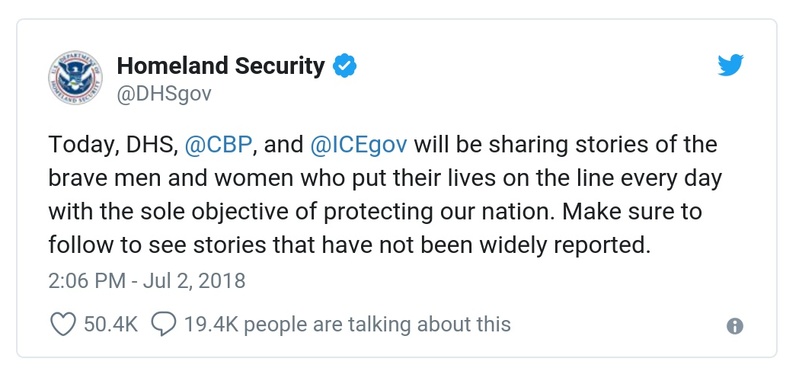 Homeland Security
@DHSgov
Today, DHS, @CBP, and @ICEgov will be sharing stories of the
brave men and women who put their lives on the line every day
with the sole objective of protecting our nation. Make sure to
follow to see stories that have not been widely reported.
2:06 PM - Jul 2, 2018
50.4K 19.4K people are talking about this